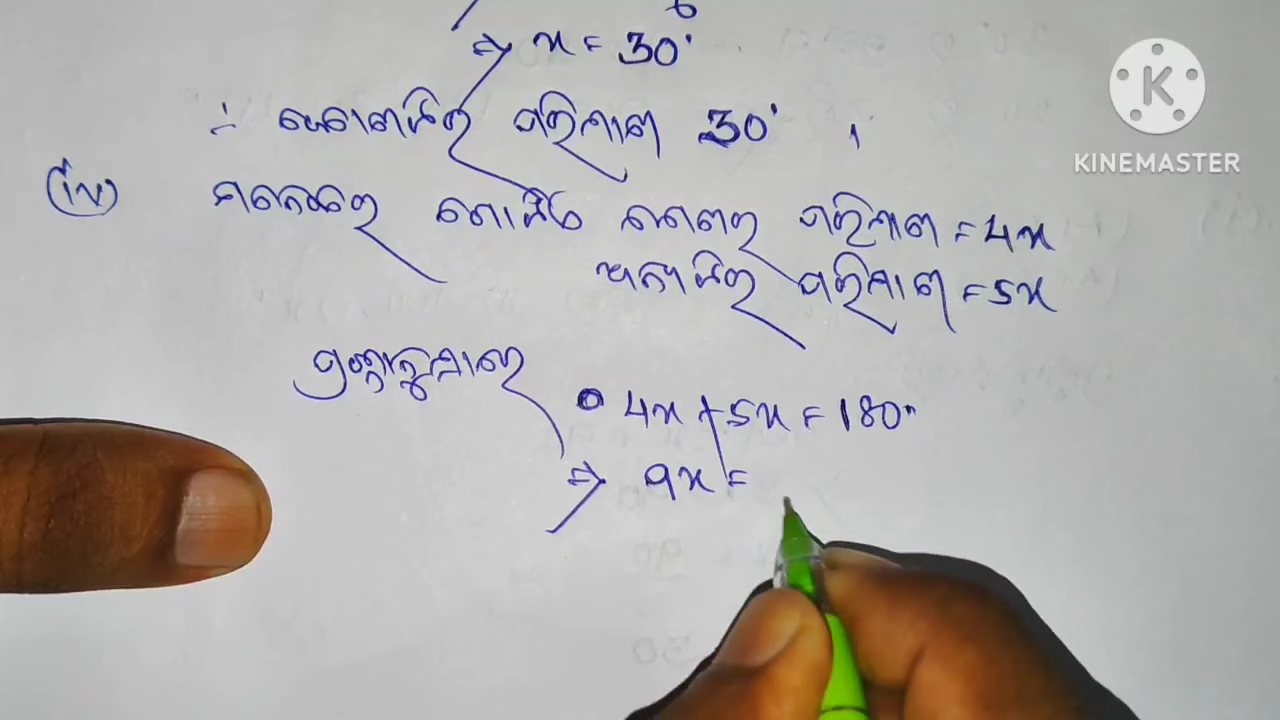 ⇒ x = 30°
∴ କୋଣଟିର ପରିମାଣ 30° ।
KINEMASTER
(iv) ମନେକର ଗୋଟିଏ କୋଣର ପରିମାଣ = 4x
ଅନ୍ୟଟିର ପରିମାଣ = 5x
ପ୍ରଶ୍ନାନୁସାରେ
4x + 5x = 180°
⇒ 9x =